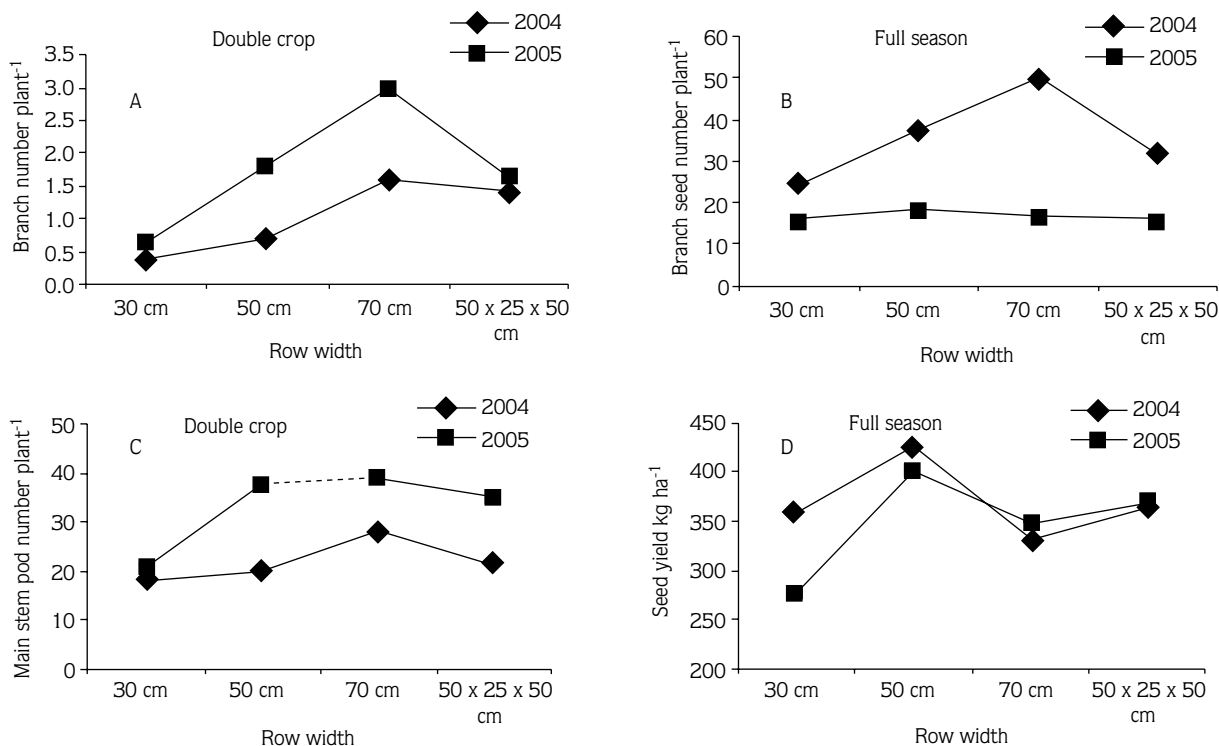 Double crop
2004
2005
A
Branch number plant-1
3.5
3.0
2.5
2.0
1.5
1.0
0.5
0.0
30 cm
50 cm
70 cm
50 x 25 x 50
cm
Row width
Full season
2004
2005
B
Branch seed number plant-1
60
50
40
30
20
10
0
30 cm
50 cm
70 cm
50 x 25 x 50
cm
Row width
Double crop
2004
2005
C
Main stem pod number plant-1
50
40
30
20
10
0
30 cm
50 cm
70 cm
50 x 25 x 50
cm
Row width
Full season
2004
2005
D
Seed yield kg ha-1
450
400
350
300
250
200
30 cm
50 cm
70 cm
50 x 25 x 50
cm
Row width